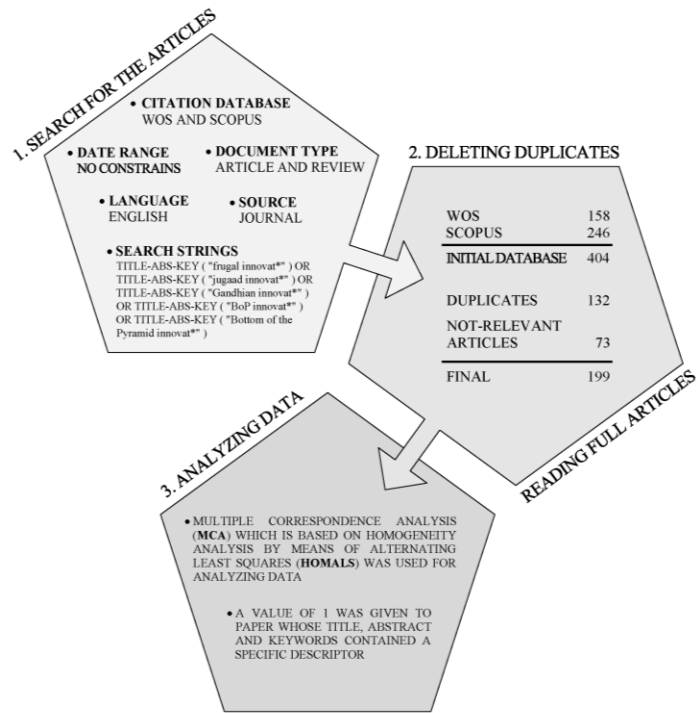 1. SEARCH FOR THE ARTICLES
• CITATION DATABASE
WOS AND SCOPUS
• DATE RANGE
NO CONSTRAINS
• DOCUMENT TYPE
ARTICLE AND REVIEW
• LANGUAGE
ENGLISH
• SOURCE
JOURNAL
• SEARCH STRINGS
TITLE-ABS-KEY ( "frugal innovat*" ) OR
TITLE-ABS-KEY ( "jugaad innovat*" ) OR
TITLE-ABS-KEY ( "Gandhian innovat*" )
OR TITLE-ABS-KEY ( "BoP innovat*" )
OR TITLE-ABS-KEY ( "Bottom of the
Pyramid innovat*" )
2. DELETING DUPLICATES
WOS 158
SCOPUS 246
INITIAL DATABASE 404
DUPLICATES 132
NOT-RELEVANT
ARTICLES 73
FINAL 199
READING FULL ARTICLES
3. ANALYZING DATA
• MULTIPLE CORRESPONDENCE ANALYSIS
(MCA) WHICH IS BASED ON HOMOGENEITY
ANALYSIS BY MEANS OF ALTERNATING
LEAST SQUARES (HOMALS) WAS USED FOR
ANALYZING DATA
• A VALUE OF 1 WAS GIVEN TO
PAPER WHOSE TITLE, ABSTRACT
AND KEYWORDS CONTAINED A
SPECIFIC DESCRIPTOR